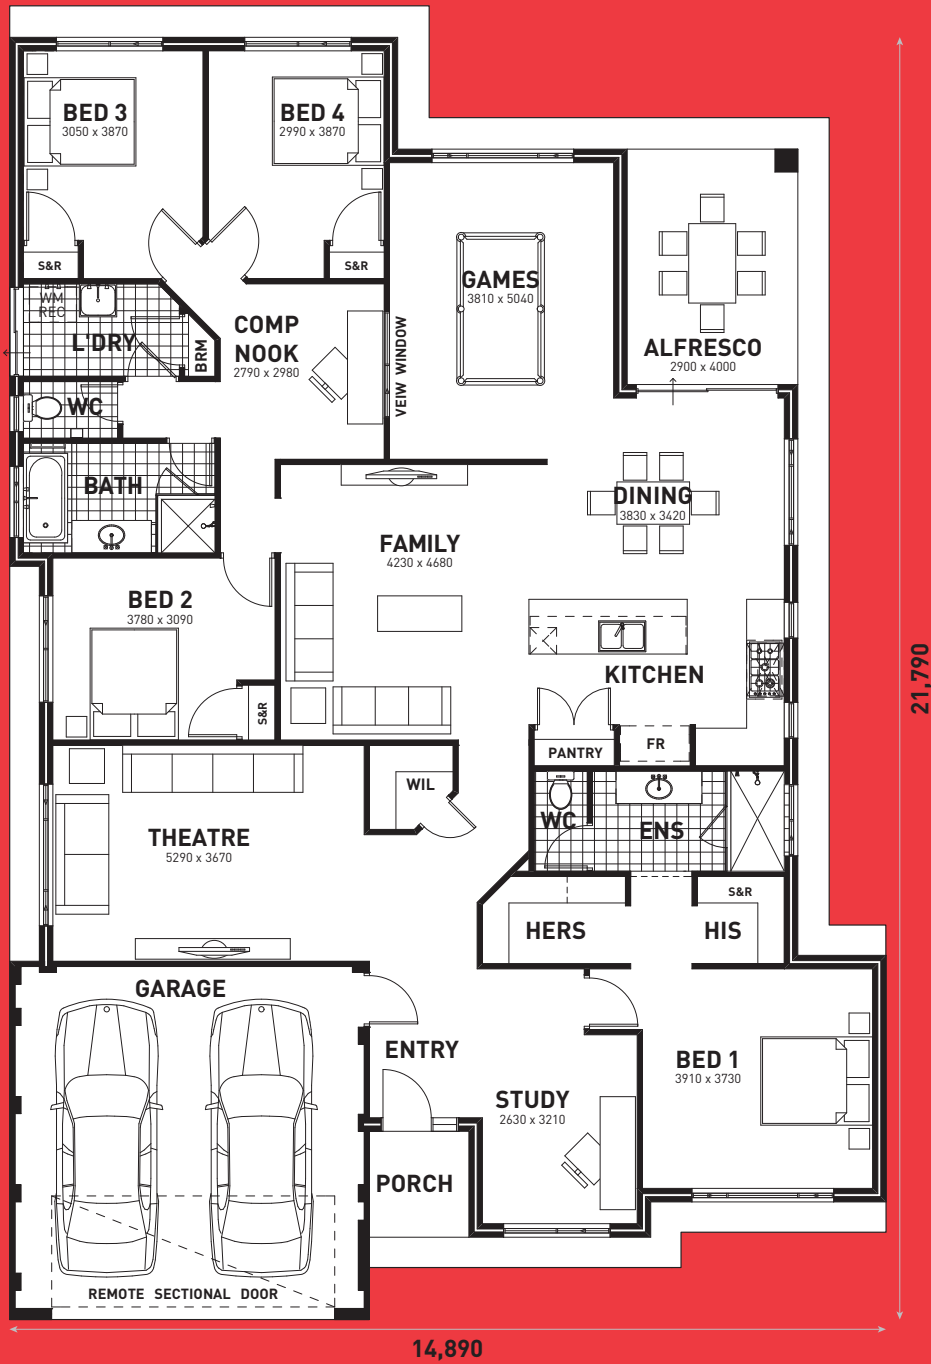 BED 3
3050 x 3870
BED 4
2990 x 3870
S&R
S&R
GAMES
3810 x 5040
WM
REC
L'DRY
BRM
COMP
NOOK
2790 x 2980
VEIW WINDOW
ALFRESCO
2900 x 4000
WC
BATH
DINING
3830 x 3420
FAMILY
4230 x 4680
BED 2
3780 x 3090
S&R
KITCHEN
PANTRY
FR
21,790
WIL
THEATRE
5290 x 3670
WC
ENS
S&R
HERS
HIS
GARAGE
ENTRY
BED 1
3910 x 3730
STUDY
2630 x 3210
PORCH
REMOTE SECTIONAL DOOR
14,890